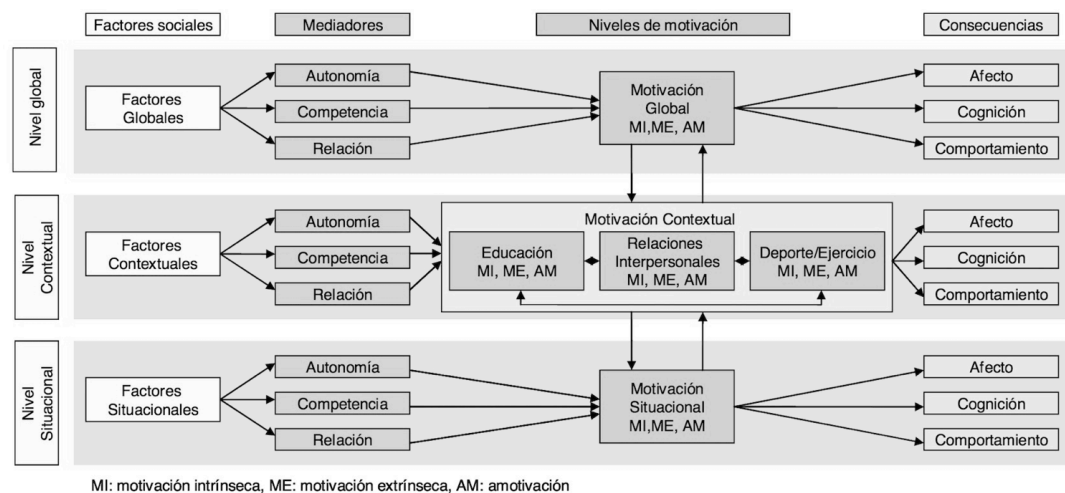 Factores sociales
Mediadores
Niveles de motivación
Consecuencias
Nivel global
Factores
Globales
Autonomía
Competencia
Relación
Motivación
Global
MI,ME, AM
Afecto
Cognición
Comportamiento
Nivel
Contextual
Factores
Contextuales
Autonomía
Competencia
Relación
Motivación Contextual
Educación
MI, ME, AM
Relaciones
Interpersonales
MI, ME, AM
Deporte/Ejercicio
MI, ME, AM
Afecto
Cognición
Comportamiento
Nivel
Situacional
Factores
Situacionales
Autonomía
Competencia
Relación
Motivación
Situacional
MI,ME, AM
Afecto
Cognición
Comportamiento
MI: motivación intrínseca, ME: motivación extrínseca, AM: amotivación